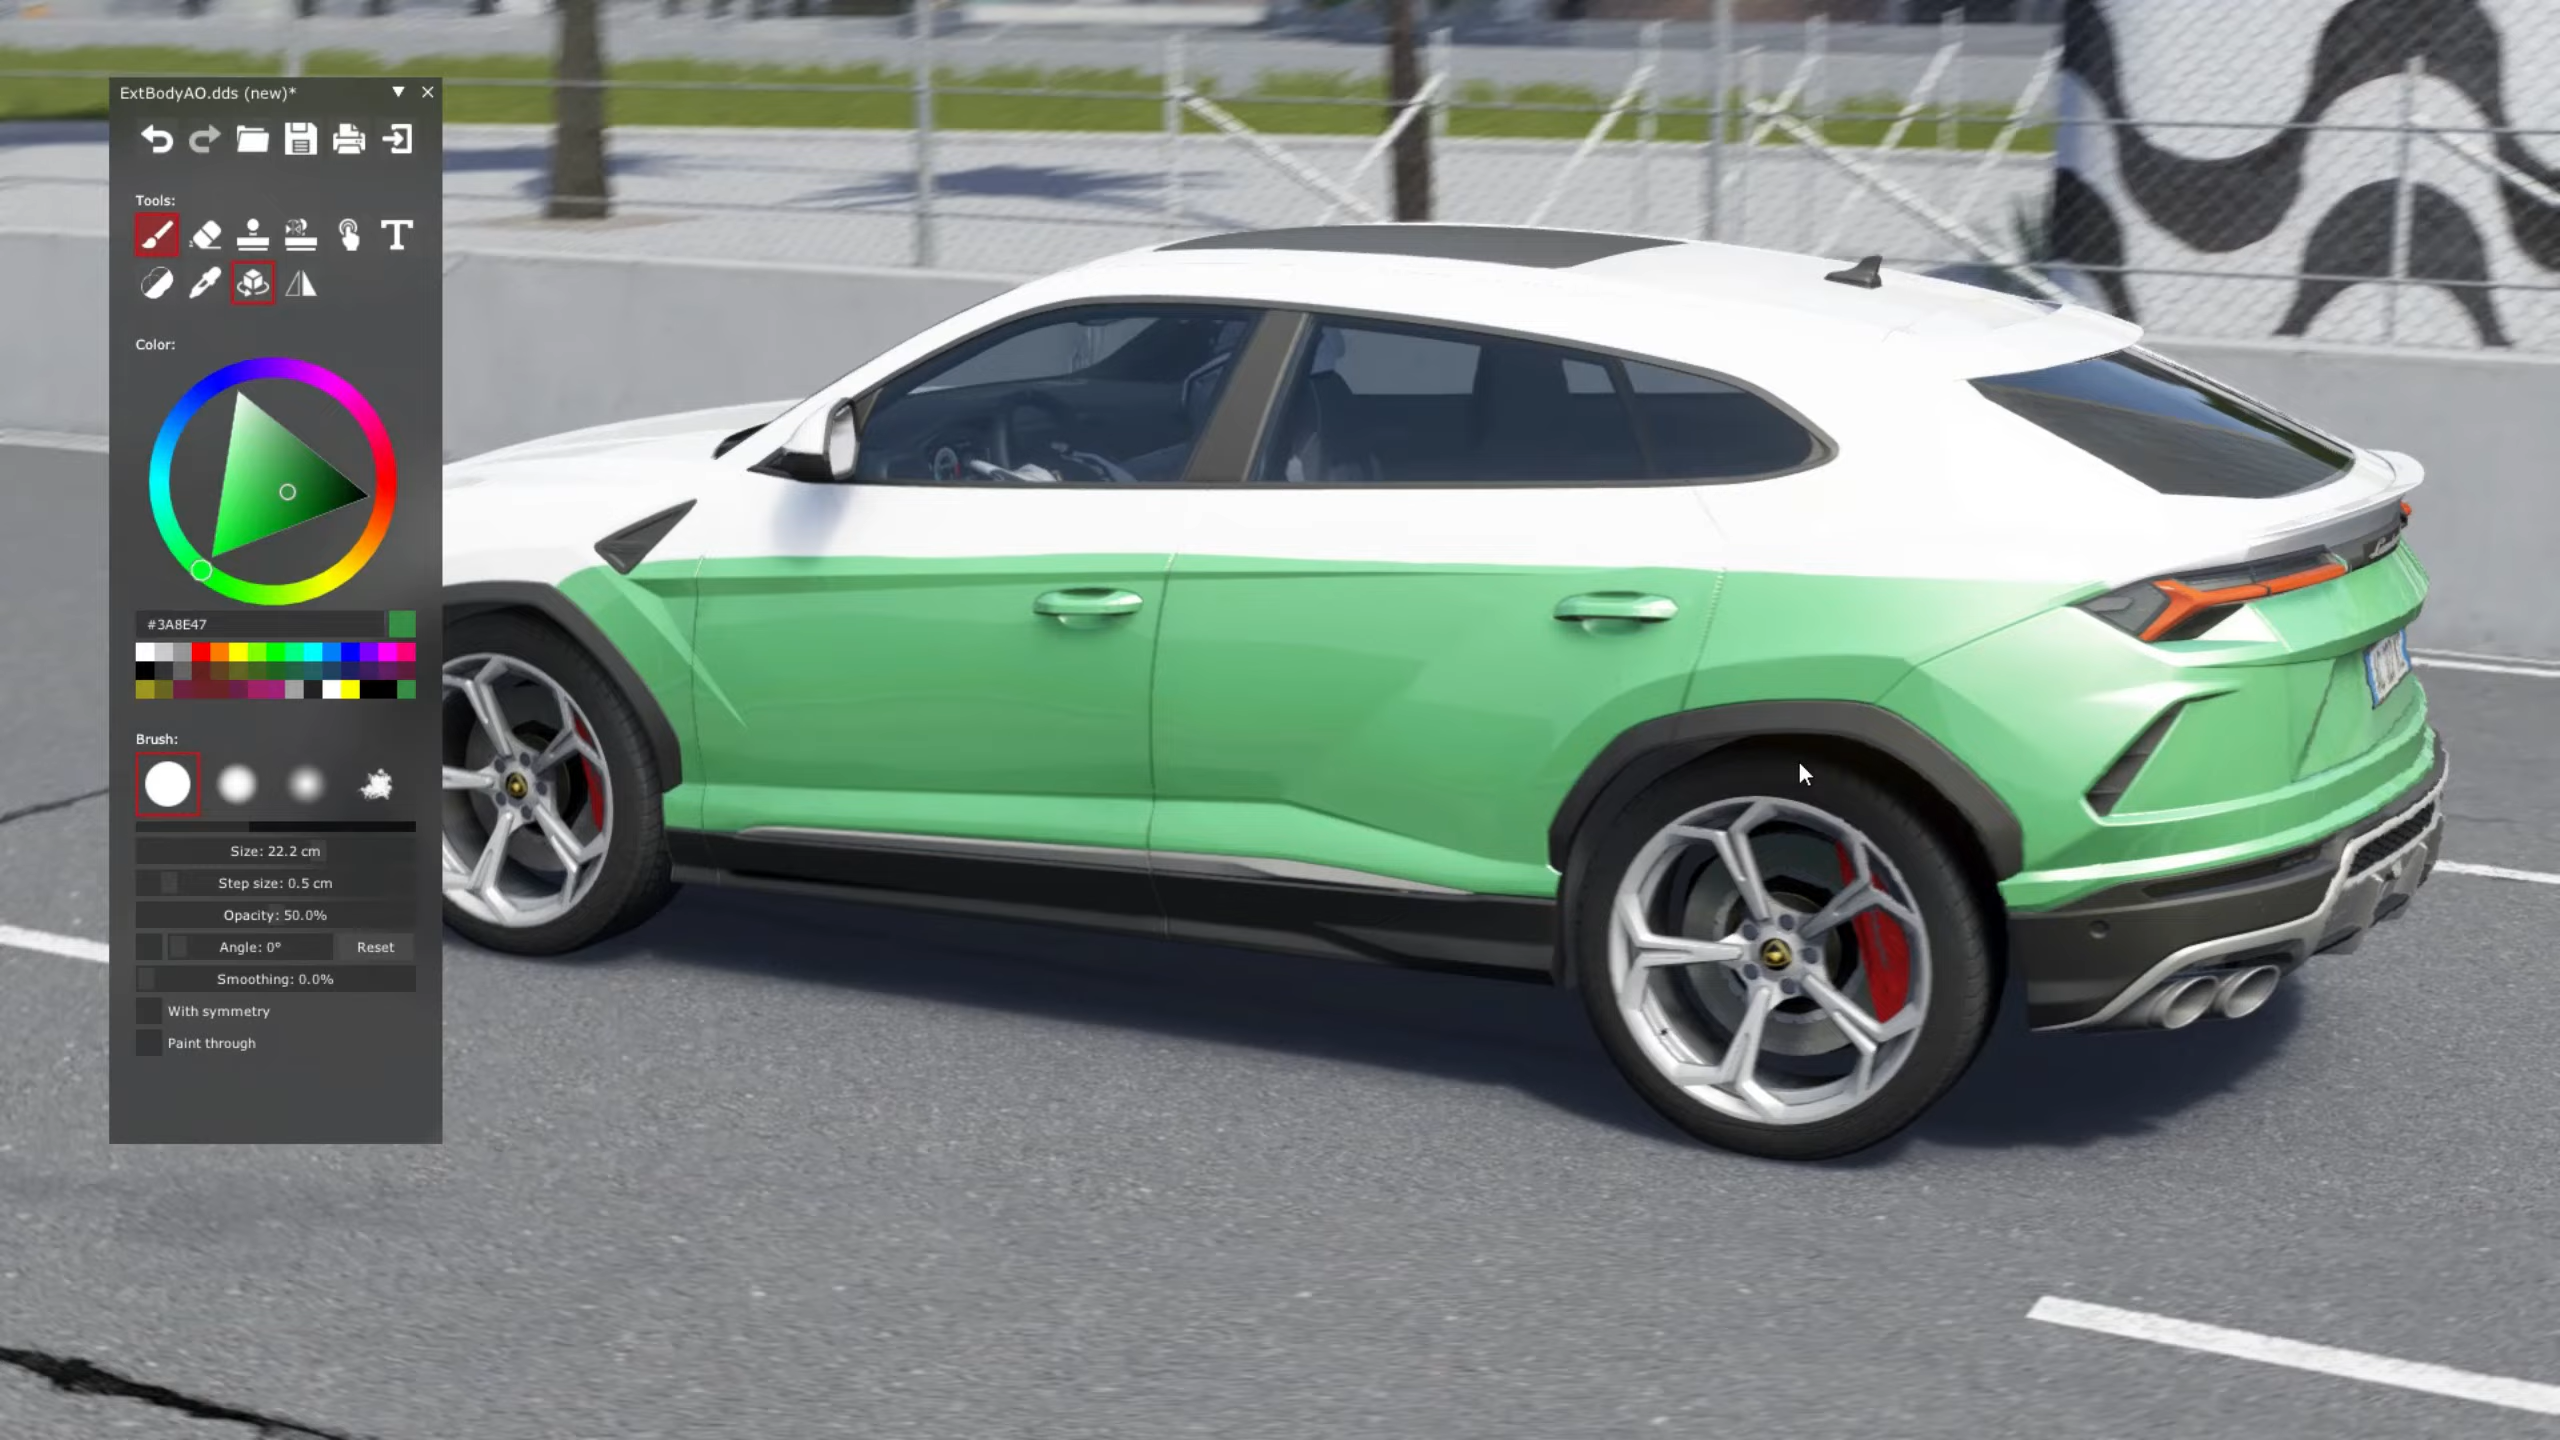 ExtBodyAO.dds (new)*
Tools:
T
Color:
#3A8E47
Brush:
Size: 22.2 cm
Step size: 0.5 cm
Opacity: 50.0%
Angle: 0° Reset
Smoothing: 0.0%
With symmetry
Paint through